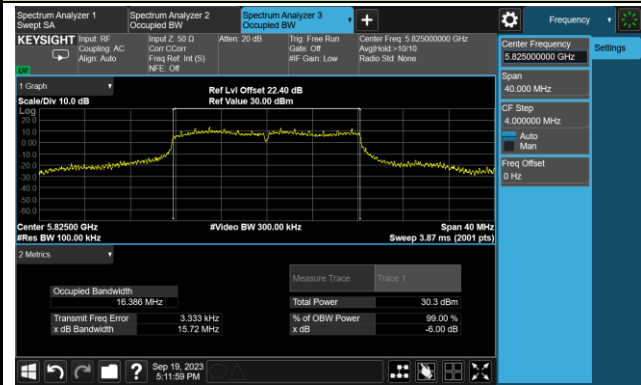 Spectrum Analyzer 1
Swept SA
Spectrum Analyzer 2
Occupied BW
Spectrum Analyzer 3
Occupied BW
Frequency
KEYSIGHT
Input: RF
Coupling: AC
Align: Auto
Input Z: 50 Ω
Corr CCorr
Freq Ref: Int (S)
NFE: Off
Atten: 20 dB
Trig: Free Run
Gate: Off
#IF Gain: Low
Center Freq: 5.825000000 GHz
Avg|Hold:>10/10
Radio Std: None
Center Frequency
5.825000000 GHz
Settings
Span
40.000 MHz
CF Step
4.000000 MHz
Auto
Man
Freq Offset
0 Hz
1 Graph
Scale/Div 10.0 dB
Ref Lvl Offset 22.40 dB
Ref Value 30.00 dBm
Log
20.0
10.0
0.00
-10.0
-20.0
-30.0
-40.0
-50.0
-60.0
Center 5.82500 GHz
#Res BW 100.00 kHz
#Video BW 300.00 kHz
Span 40 MHz
Sweep 3.87 ms (2001 pts)
2 Metrics
Measure Trace
Trace 1
Occupied Bandwidth
16.386 MHz
Total Power
30.3 dBm
Transmit Freq Error
3.333 kHz
% of OBW Power
99.00 %
x dB Bandwidth
15.72 MHz
x dB
-6.00 dB
Sep 19, 2023
5:11:59 PM